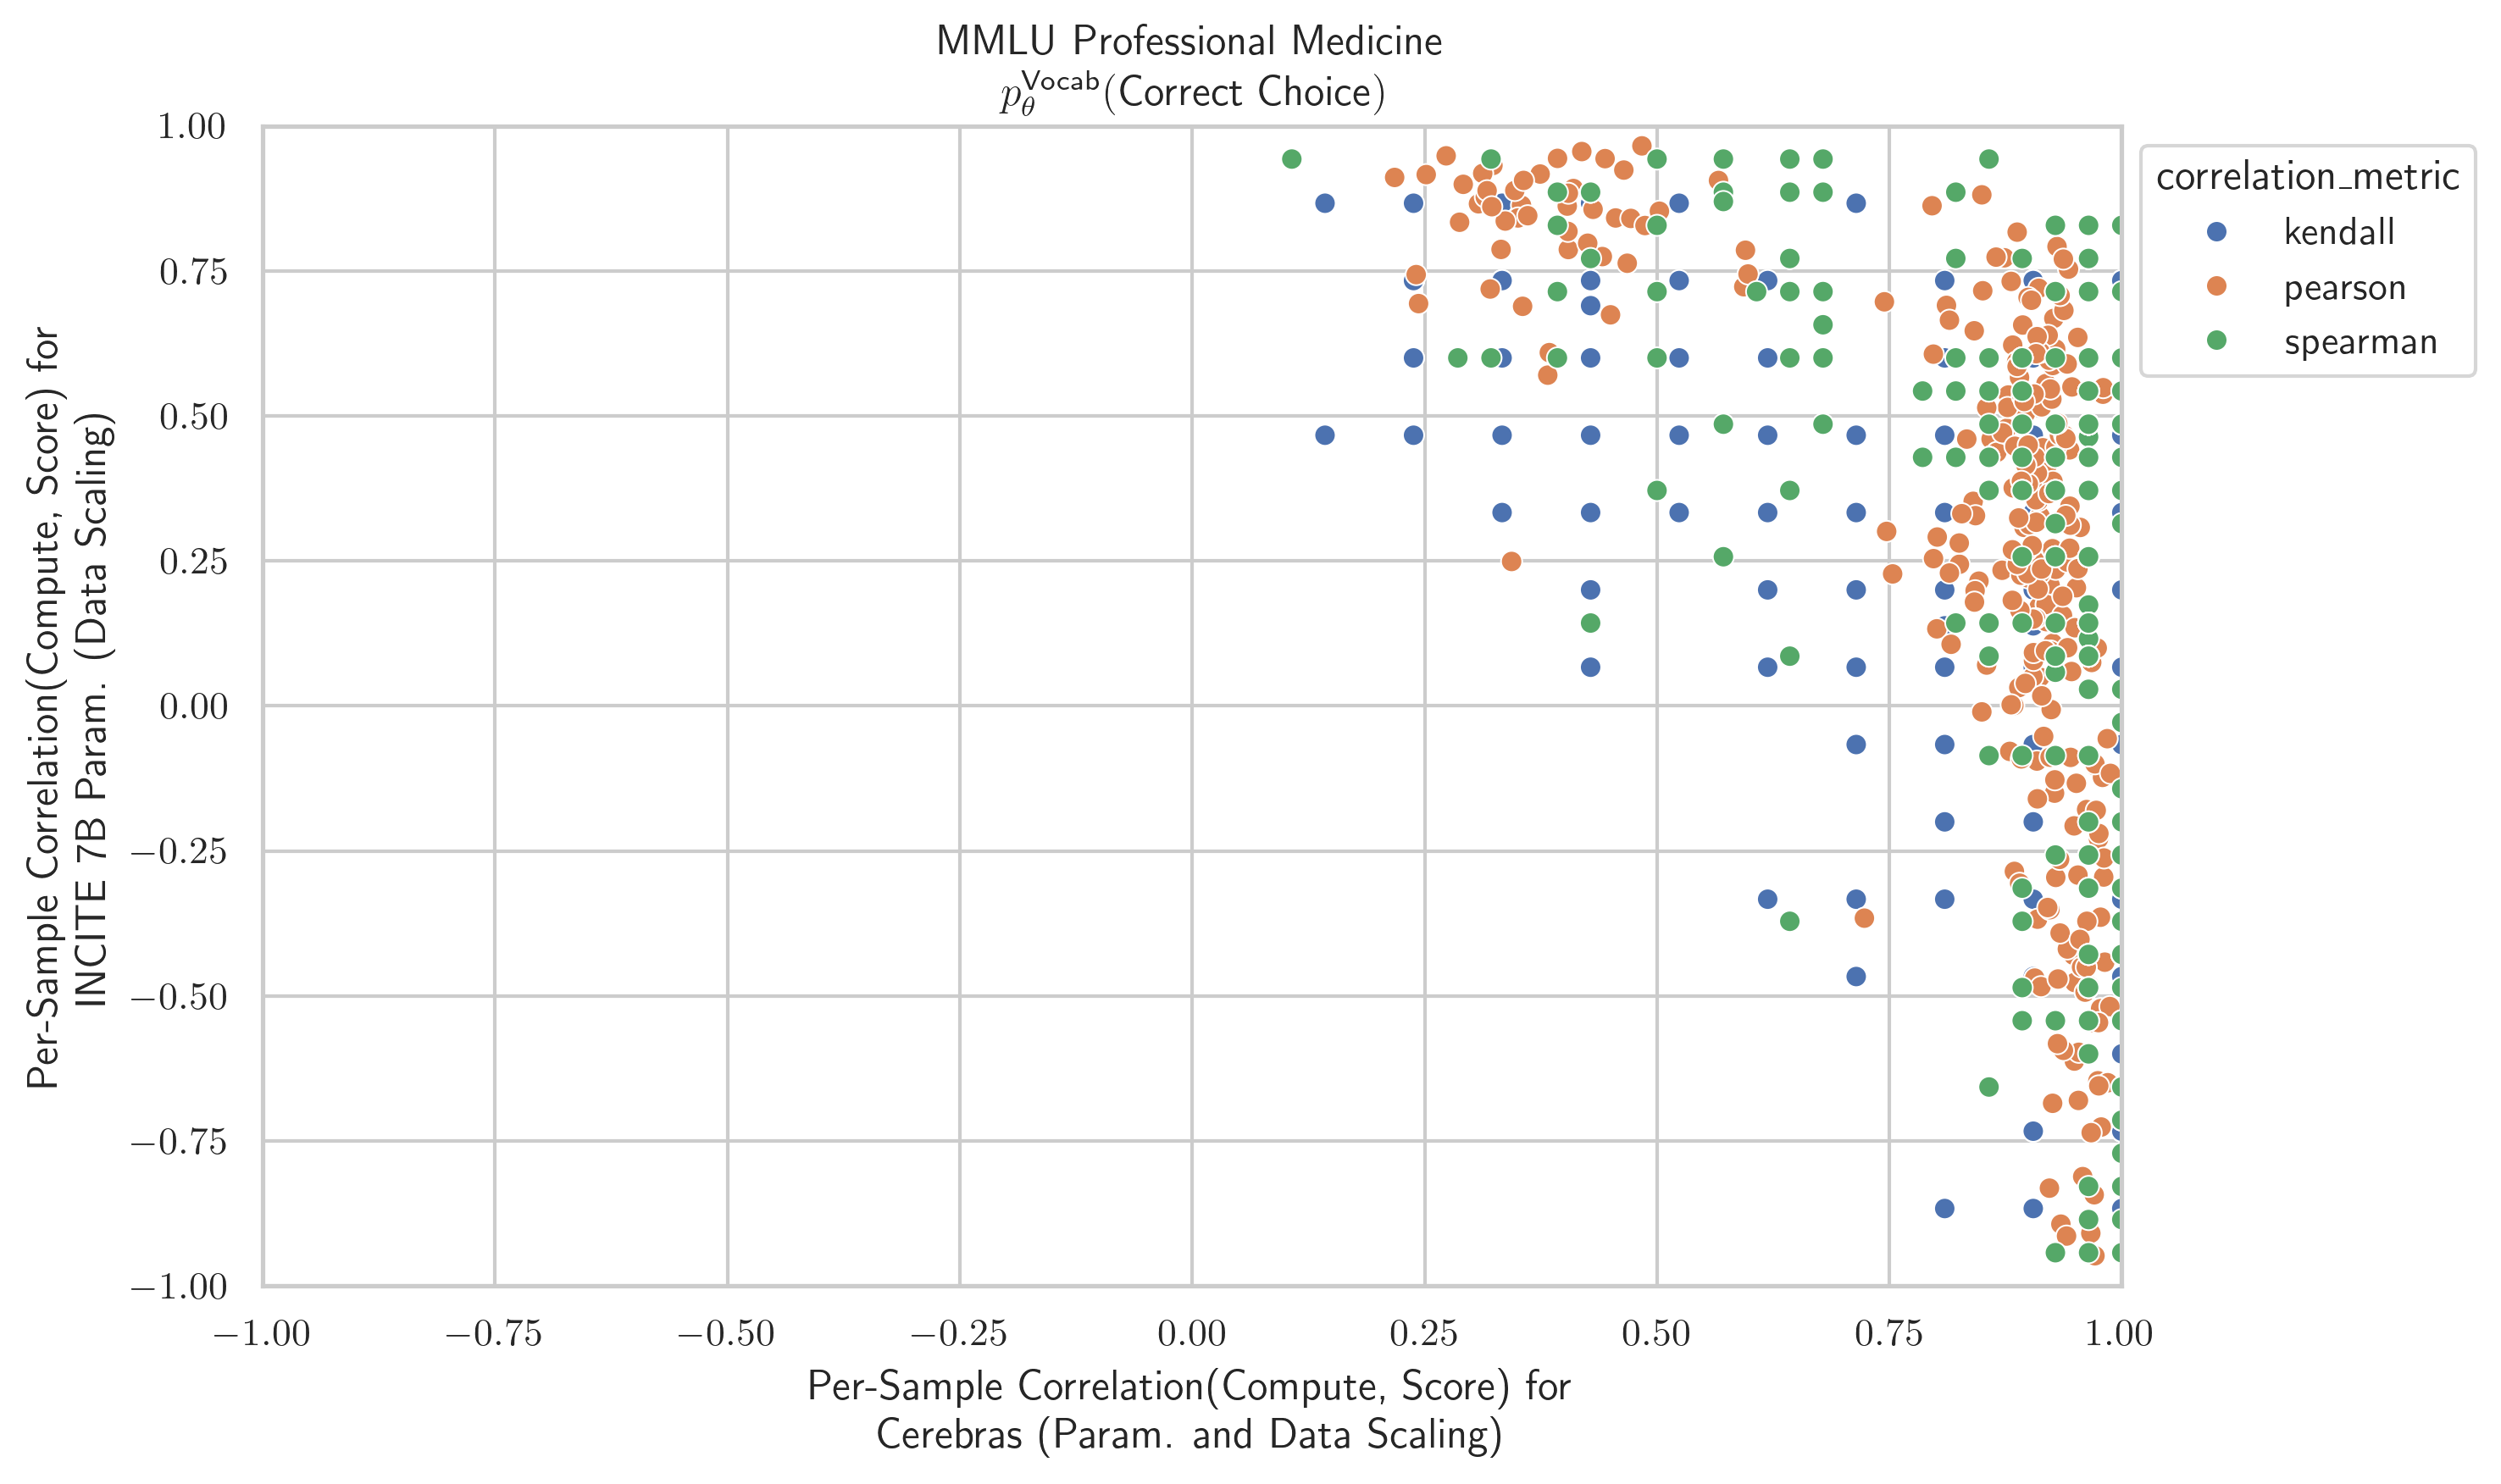 MMLU Professional Medicine
p_θ^Vocab(Correct Choice)
1.00
0.75
0.50
0.25
0.00
−0.25
−0.50
−0.75
−1.00
Per-Sample Correlation(Compute, Score) for
INCITE 7B Param. (Data Scaling)
correlation_metric
kendall
pearson
spearman
−1.00
−0.75
−0.50
−0.25
0.00
0.25
0.50
0.75
1.00
Per-Sample Correlation(Compute, Score) for
Cerebras (Param. and Data Scaling)